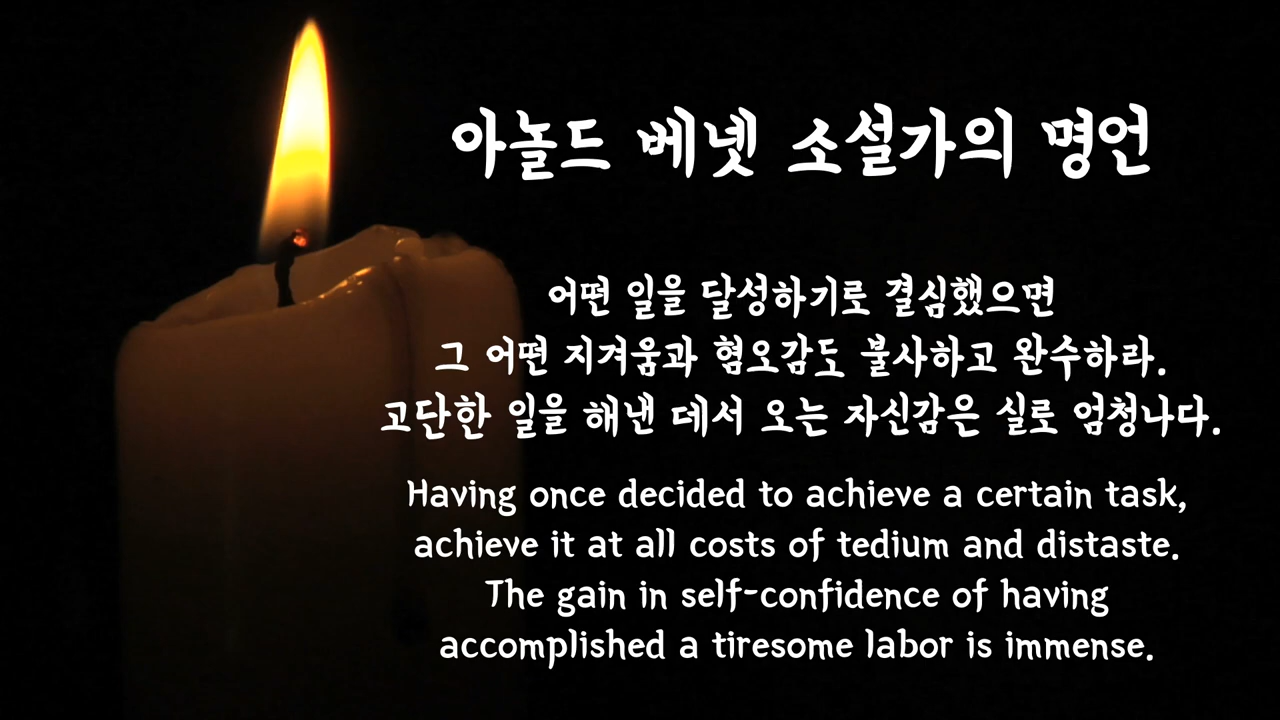 아놀드 베넷 소설가의 명언
어떤 일을 달성하기로 결심했으면
그 어떤 지겨움과 혐오감도 불사하고 완수하라.
고단한 일을 해낸 데서 오는 자신감은 실로 엄청나다.
Having once decided to achieve a certain task,
achieve it at all costs of tedium and distaste.
The gain in self-confidence of having
accomplished a tiresome labor is immense.